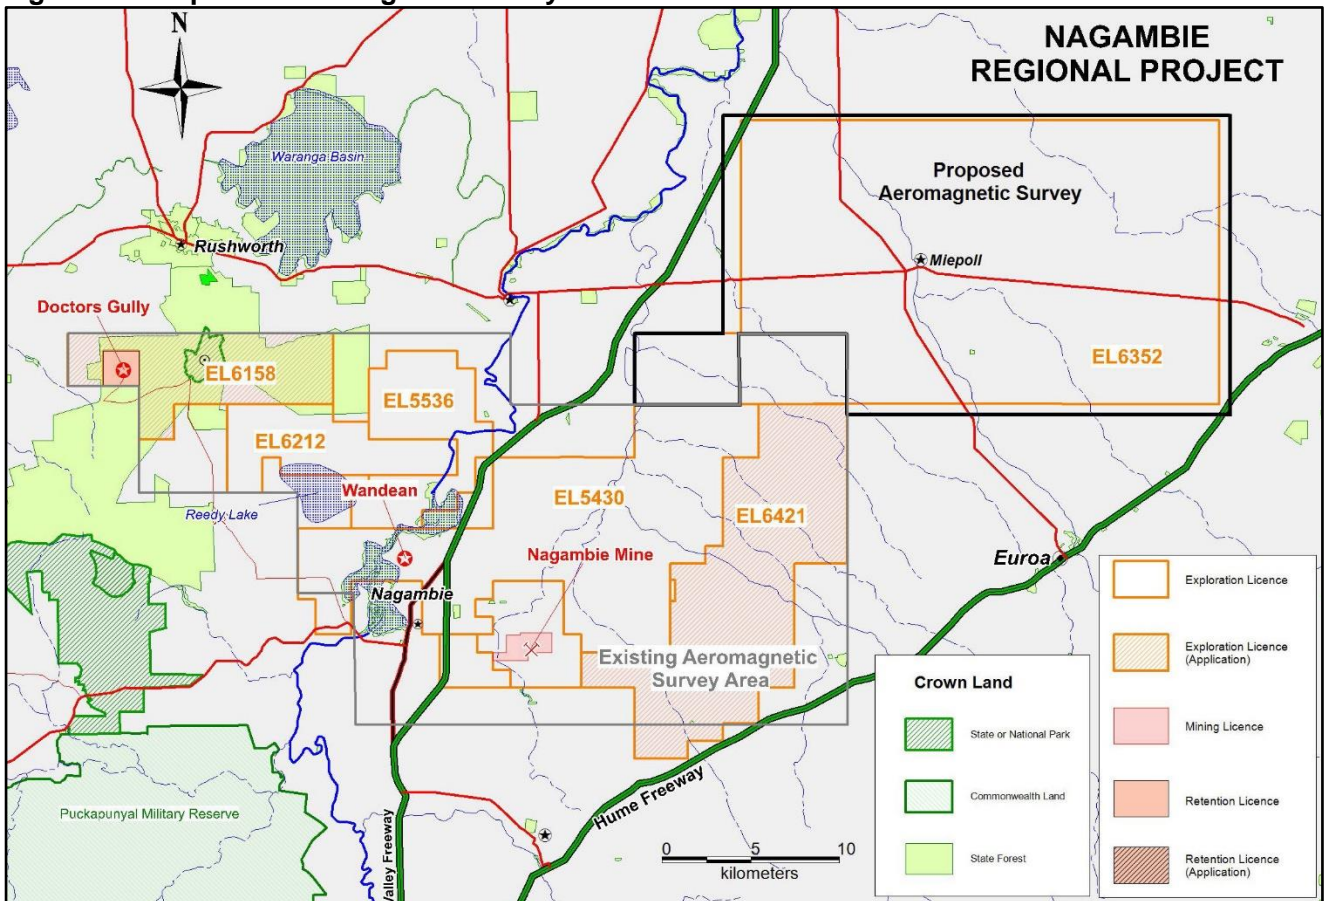 N
NAGAMBIE
REGIONAL PROJECT
Waranga Basin
Proposed
Aeromagnetic Survey
Rushworth
Miepoll
Doctors Gully
EL6158
EL5536
EL6352
EL6212
Wandean
EL5430
EL6421
Reedy Lake
Nagambie Mine
Euroa
Nagambie
Existing Aeromagnetic
Survey Area
Puckapunyal Military Reserve
Valley Freeway
Hume Freeway
0 5 10
kilometers
Crown Land
State or National Park
Commonwealth Land
State Forest
Exploration Licence
Exploration Licence
(Application)
Mining Licence
Retention Licence
Retention Licence
(Application)